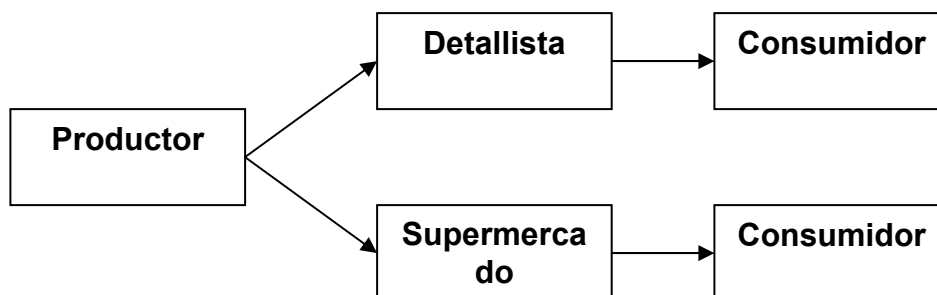 Detallista
Consumidor
Productor
Supermerca
do
Consumidor